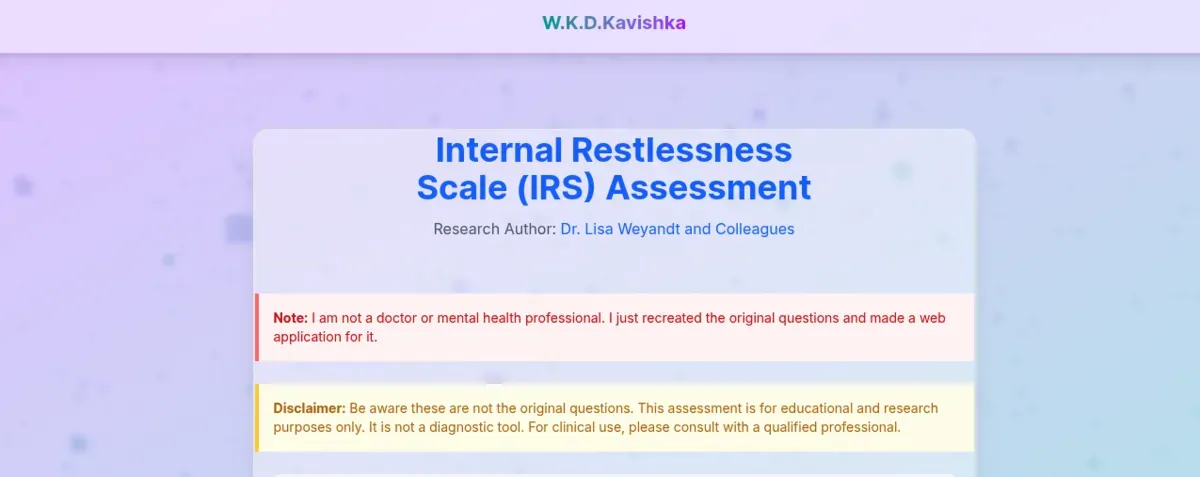 W.K.D.Kavishka
Internal Restlessness
Scale (IRS) Assessment
Research Author: Dr. Lisa Weyandt and Colleagues
Note: I am not a doctor or mental health professional. I just recreated the original questions and made a web
application for it.
Disclaimer: Be aware these are not the original questions. This assessment is for educational and research
purposes only. It is not a diagnostic tool. For clinical use, please consult with a qualified professional.